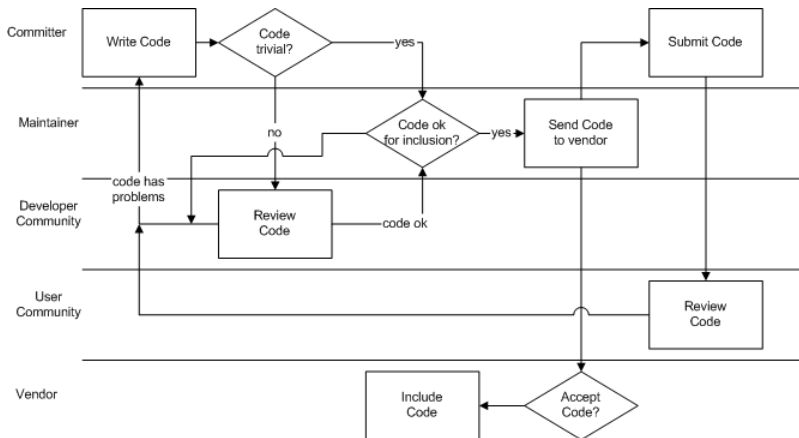 Committer
Write Code
Code
trivial?
yes
Submit Code
Maintainer
no
Code ok
for inclusion?
yes
Send Code
to vendor
code has
problems
Developer
Community
Review
Code
code ok
User
Community
Review
Code
Vendor
Include
Code
Accept
Code?